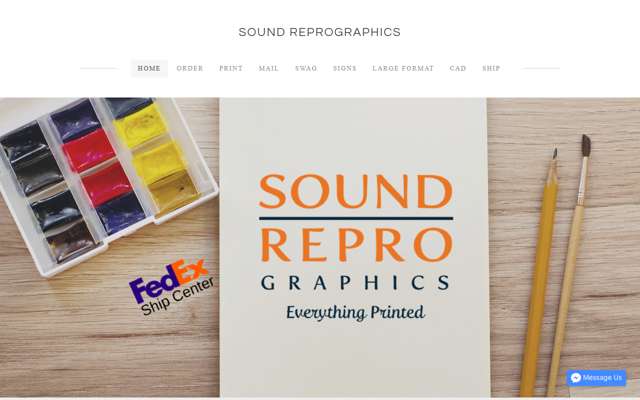 SOUND REPROGRAPHICS
HOME ORDER PRINT MAIL SWAG SIGNS LARGE FORMAT CAD SHIP
SOUND
REPRO
GRAPHICS
Everything Printed
FedEx
Ship Center
Message Us